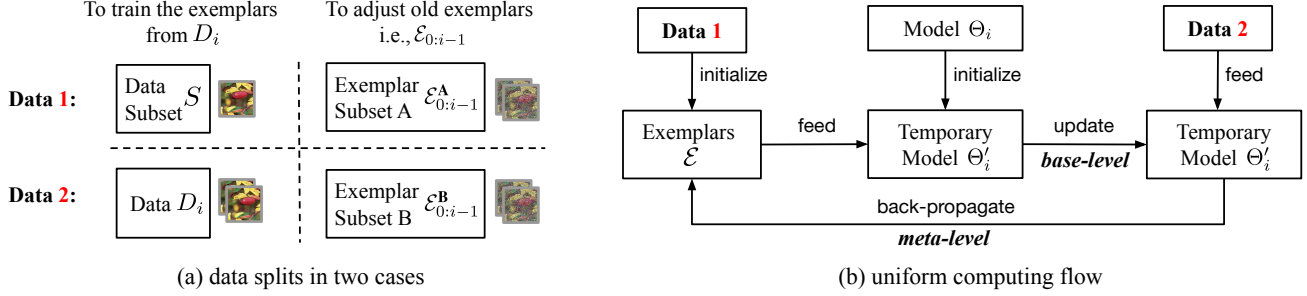 To train the exemplars
from D_i
To adjust old exemplars
i.e., ℰ_{0:i−1}
Data 1:
Data
Subset S
Exemplar
Subset A ℰ^A_{0:i−1}
Data 2:
Data D_i
Exemplar
Subset B ℰ^B_{0:i−1}
(a) data splits in two cases
Data 1
Model Θ_i
Data 2
initialize
initialize
feed
Exemplars
ℰ
feed
Temporary
Model Θ′_i
update
base-level
Temporary
Model Θ′_i
back-propagate
meta-level
(b) uniform computing flow